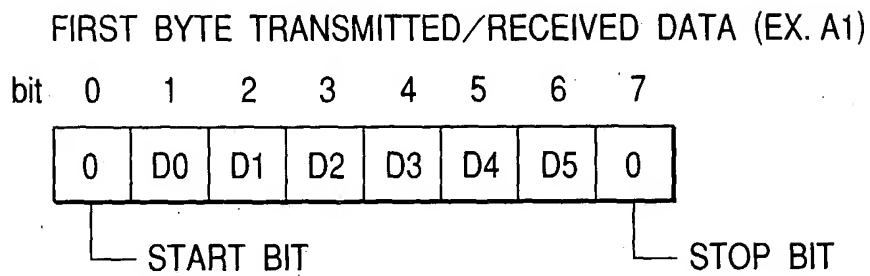 FIRST BYTE TRANSMITTED/RECEIVED DATA (EX. A1)
bit 0 1 2 3 4 5 6 7
0 D0 D1 D2 D3 D4 D5 0
START BIT STOP BIT